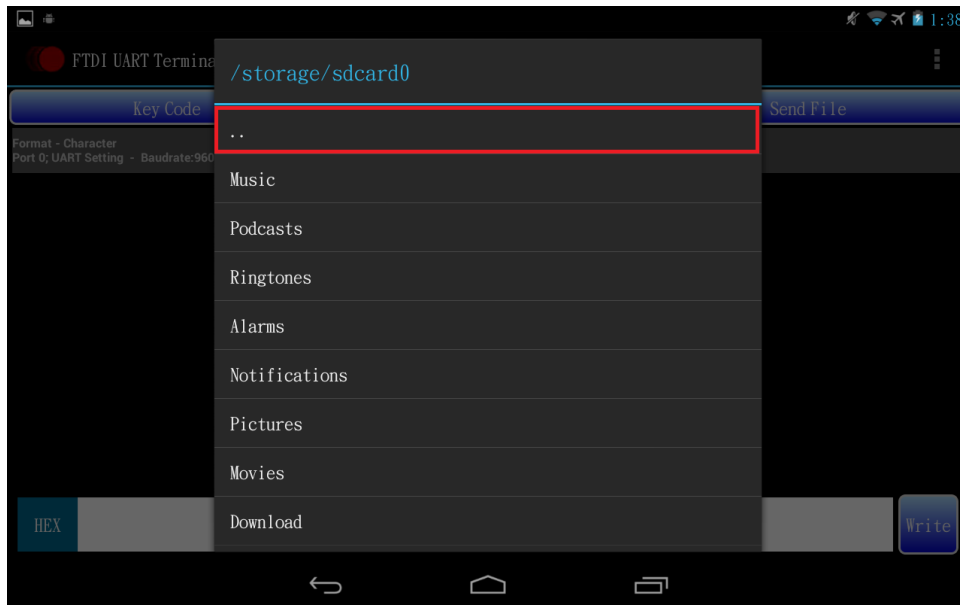 1:38
FTDI UART Termina
/storage/sdcard0
Key Code
Send File
..
Format - Character
Port 0; UART Setting - Baudrate:960
Music
Podcasts
Ringtones
Alarms
Notifications
Pictures
Movies
HEX
Download
Write